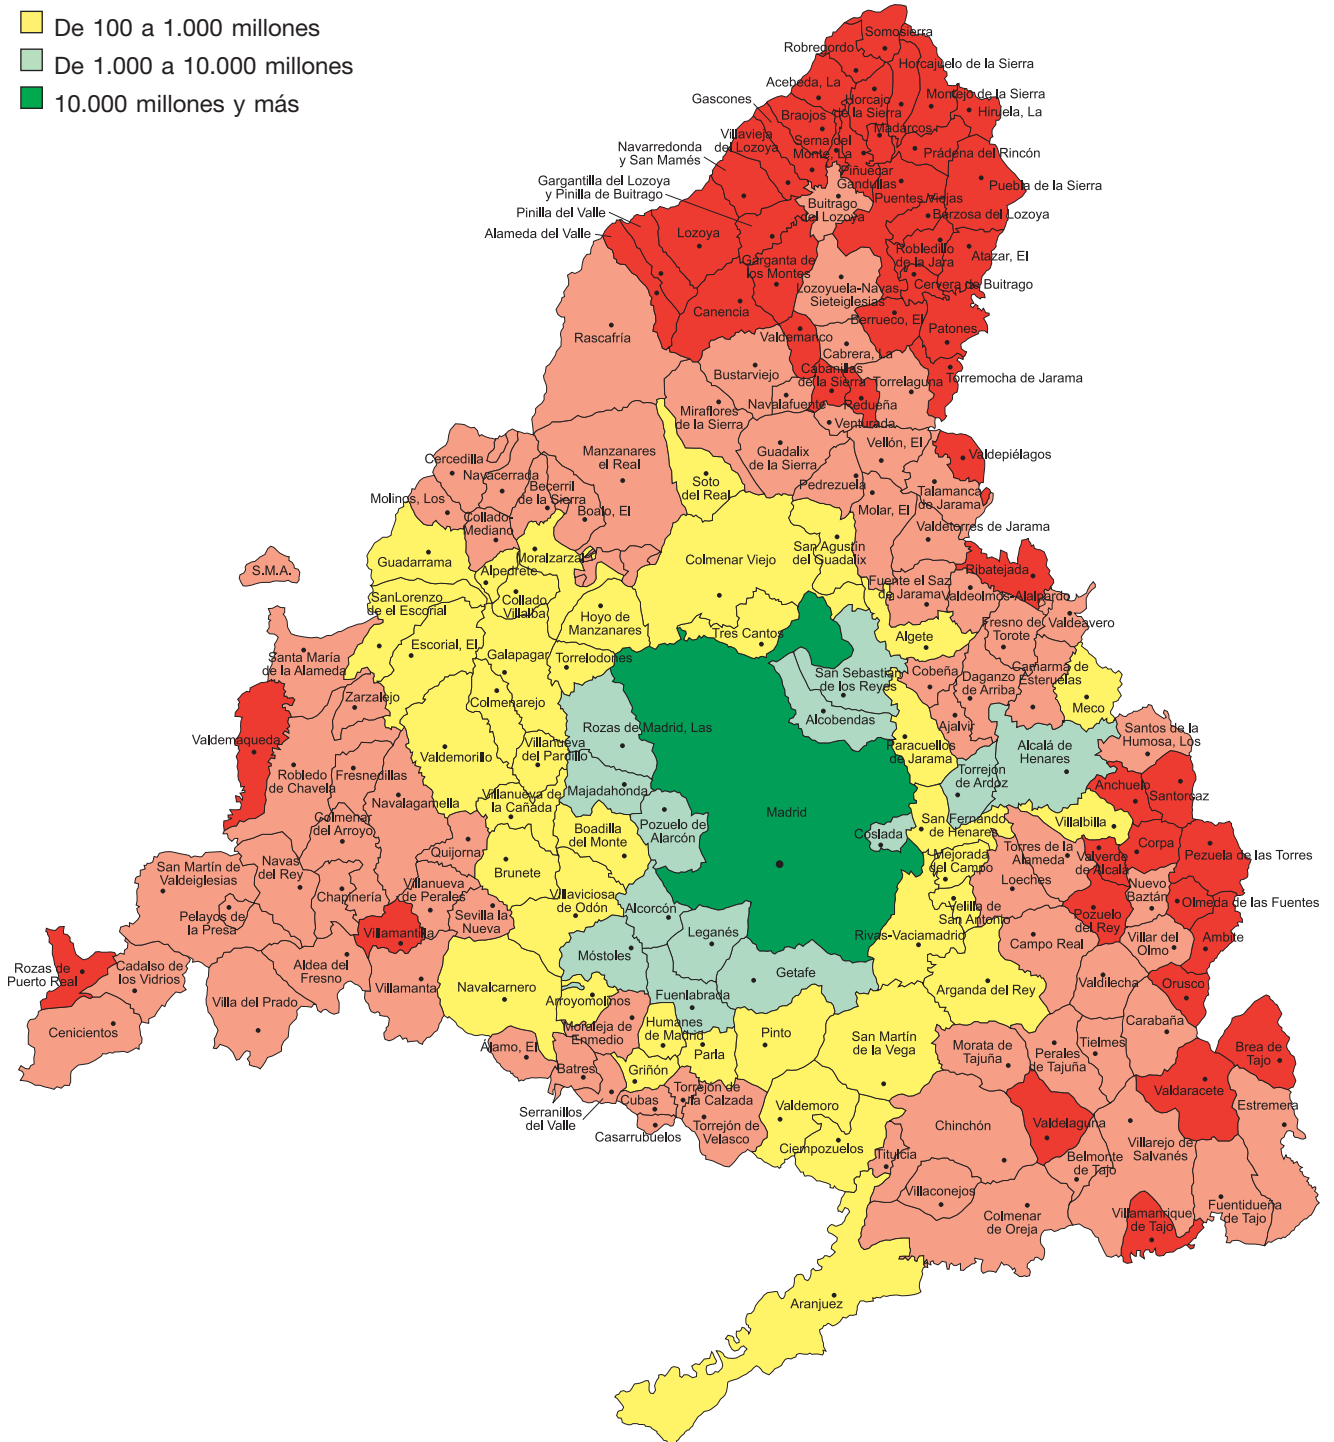 De 100 a 1.000 millones
De 1.000 a 10.000 millones
10.000 millones y más
Somosierra
Robregordo
Horcajuelo de la Sierra
Acebeda, La
Horcajo
de la Sierra
Montejo de la Sierra
Hiruela, La
Gascones
Braojos
Madarcos
Villavieja
del Lozoya
Serna del
Monte, La
Prádena del Rincón
Navarredonda
y San Mamés
Piñuecar
Gandullas
Puebla de la Sierra
Gargantilla del Lozoya
y Pinilla de Buitrago
Buitrago
del Lozoya
Puentes Viejas
Berzosa del Lozoya
Pinilla del Valle
Alameda del Valle
Lozoya
Robledillo
de la Jara
Atazar, El
Garganta de
los Montes
Cervera de Buitrago
Lozoyuela-Navas-
Sieteiglesias
Canencia
Berrueco, El
Patones
Rascafría
Valdemanco
Cabrera, La
Bustarviejo
Cabanillas
de la Sierra
Torrelaguna
Torremocha de Jarama
Navalafuente
Redueña
Miraflores
de la Sierra
Venturada
Manzanares
el Real
Guadalix
de la Sierra
Vellón, El
Valdepiélagos
Cercedilla
Navacerrada
Becerril
de la Sierra
Soto
del Real
Pedrezuela
Talamanca
de Jarama
Molinos, Los
Boalo, El
Molar, El
Collado-
Mediano
Valdetorres de Jarama
Guadarrama
Moralzarzal
Colmenar Viejo
San Agustín
del Guadalix
S.M.A.
Alpedrete
Ribatejada
Fuente el Saz
de Jarama
Valdeolmos-Alalpardo
SanLorenzo
de el Escorial
Collado
Villalba
Hoyo de
Manzanares
Tres Cantos
Algete
Fresno de
Torote
Valdeavero
Santa María
de la Alameda
Escorial, El
Galapagar
Torrelodones
San Sebastián
de los Reyes
Cobeña
Daganzo
de Arriba
Camarma de
Esteruelas
Zarzalejo
Colmenarejo
Alcobendas
Ajalvir
Meco
Valdemaqueda
Rozas de Madrid, Las
Santos de la
Humosa, Los
Valdemorillo
Villanueva
del Pardillo
Paracuellos
de Jarama
Alcalá de
Henares
Robledo
de Chavela
Fresnedillas
Majadahonda
Torrejón
de Ardoz
Anchuelo
Santorcaz
Navalagamella
Villanueva de
la Cañada
Madrid
Colmenar
del Arroyo
Boadilla
del Monte
Pozuelo de
Alarcón
Coslada
San Fernando
de Henares
Villalbilla
Quijorna
Mejorada
del Campo
Torres de la
Alameda
Valverde
de Alcalá
Corpa
Pezuela de las Torres
San Martín de
Valdeiglesias
Navas
del Rey
Brunete
Loeches
Nuevo
Baztán
Chapinería
Villanueva
de Perales
Villaviciosa
de Odón
Velilla de
San Antonio
Olmeda de las Fuentes
Pelayos de
la Presa
Sevilla la
Nueva
Alcorcón
Pozuelo
del Rey
Villamantilla
Leganés
Rivas-Vaciamadrid
Campo Real
Villar del
Olmo
Ambite
Rozas de
Puerto Real
Cadalso de
los Vidrios
Aldea del
Fresno
Móstoles
Getafe
Valdilecha
Orusco
Villa del Prado
Villamanta
Navalcarnero
Arroyomolinos
Fuenlabrada
Arganda del Rey
Cenicientos
Moraleja de
Enmedio
Humanes
de Madrid
Pinto
San Martín
de la Vega
Carabaña
Álamo, El
Parla
Morata de
Tajuña
Perales
de Tajuña
Tielmes
Brea de
Tajo
Batres
Griñón
Valdaracete
Serranillos
del Valle
Cubas
Torrejón de
la Calzada
Valdemoro
Estremera
Casarrubuelos
Torrejón de
Velasco
Ciempozuelos
Chinchón
Valdelaguna
Villarejo de
Salvanés
Titulcia
Belmonte
de Tajo
Villaconejos
Colmenar
de Oreja
Villamanrique
de Tajo
Fuentidueña
de Tajo
Aranjuez